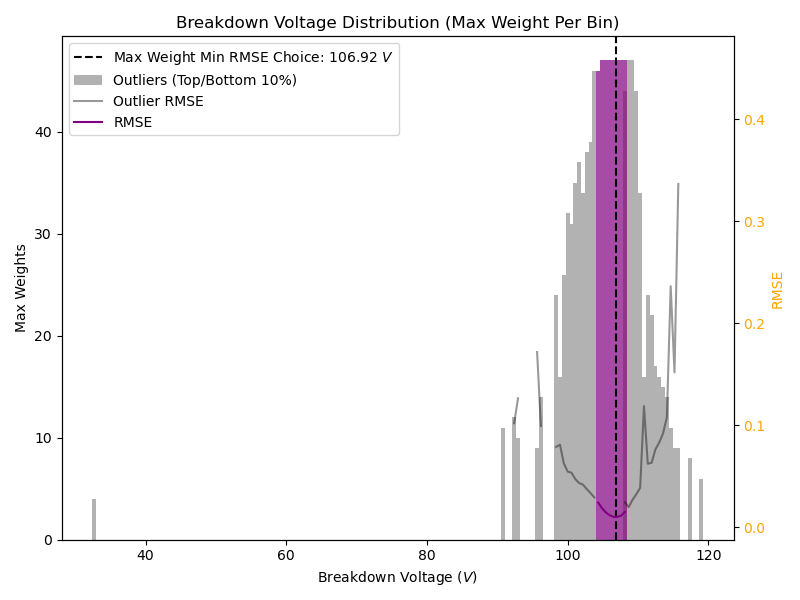 Breakdown Voltage Distribution (Max Weight Per Bin)
Max Weight Min RMSE Choice: 106.92 V
Outliers (Top/Bottom 10%)
Outlier RMSE
RMSE
Max Weights
0
10
20
30
40
RMSE
0.0
0.1
0.2
0.3
0.4
40
60
80
100
120
Breakdown Voltage (V)